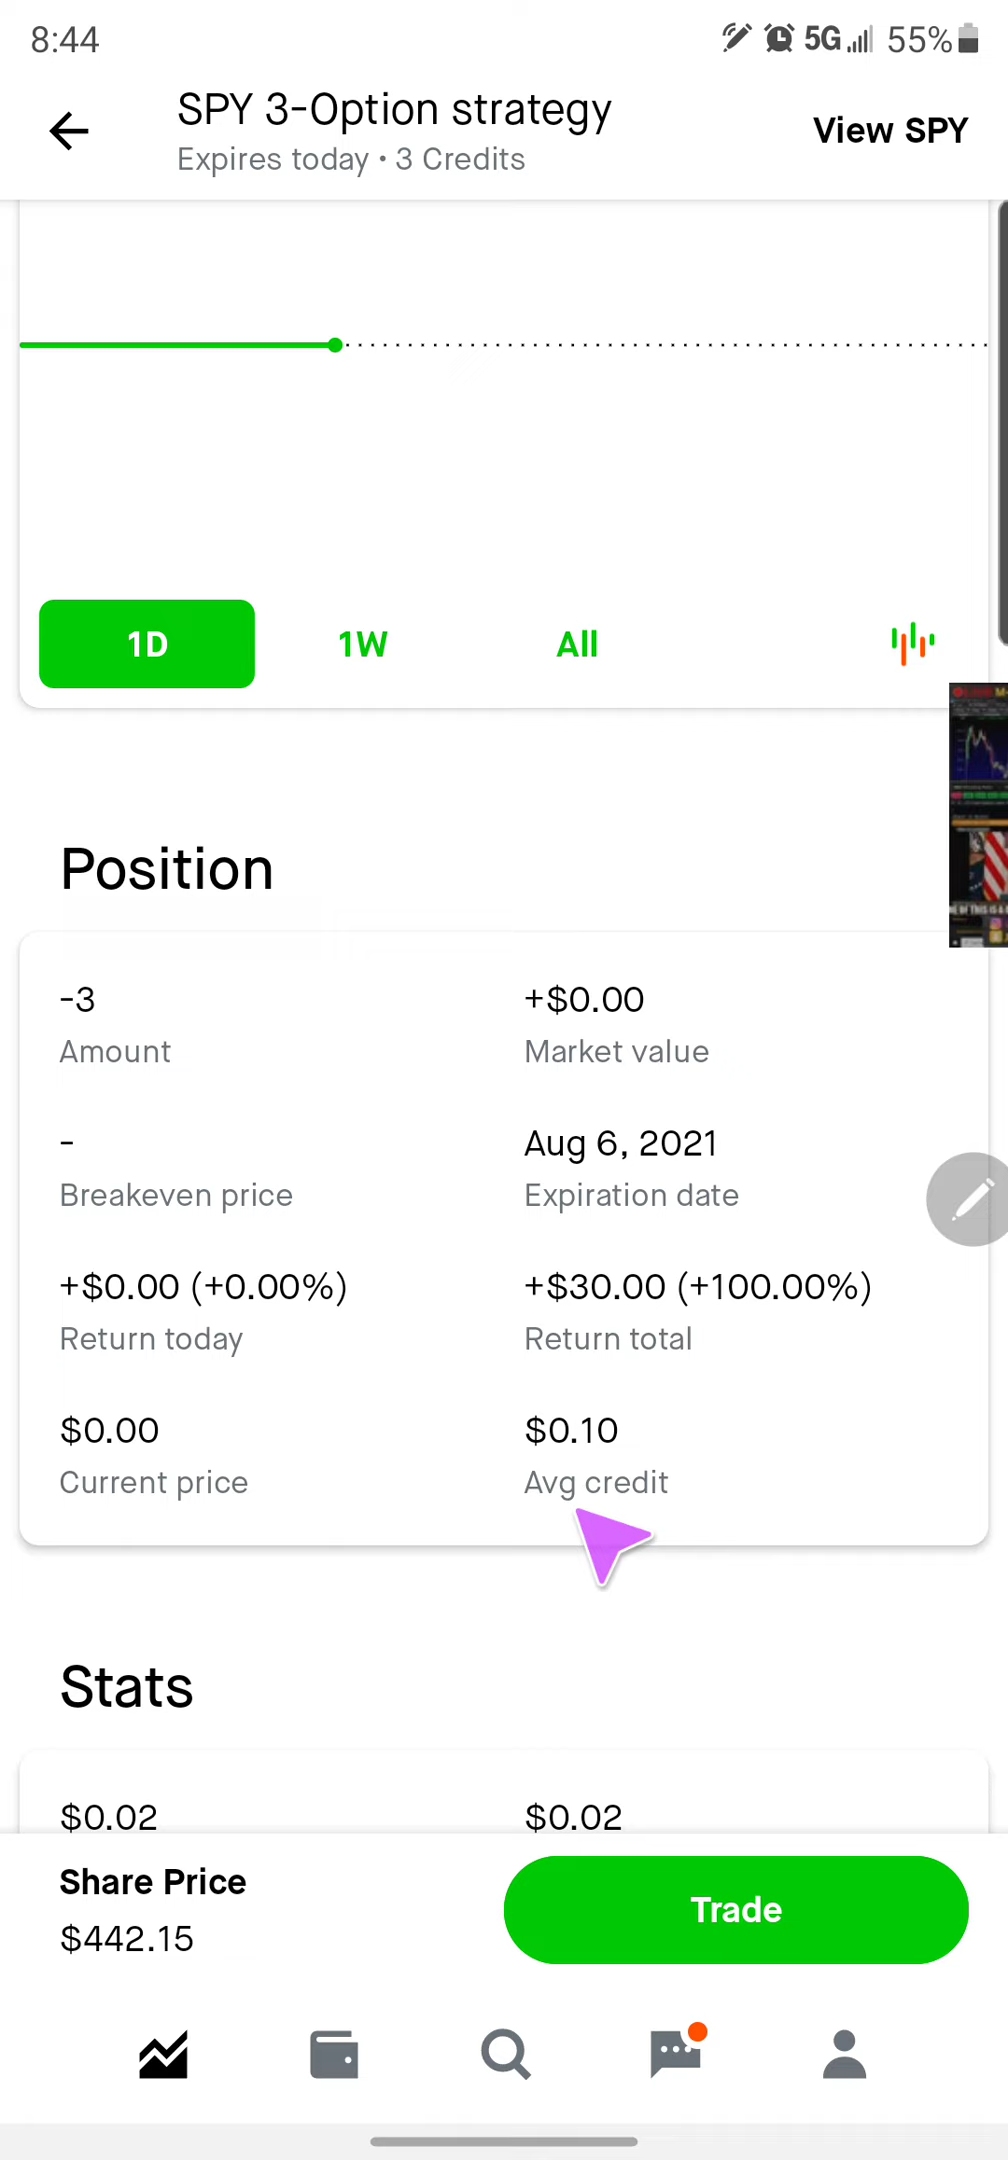 8:44
5G 55%
SPY 3-Option strategy
Expires today • 3 Credits
View SPY
1D 1W All
Position
-3 +$0.00
Amount Market value
- Aug 6, 2021
Breakeven price Expiration date
+$0.00 (+0.00%) +$30.00 (+100.00%)
Return today Return total
$0.00 $0.10
Current price Avg credit
Stats
$0.02 $0.02
Share Price
$442.15
Trade